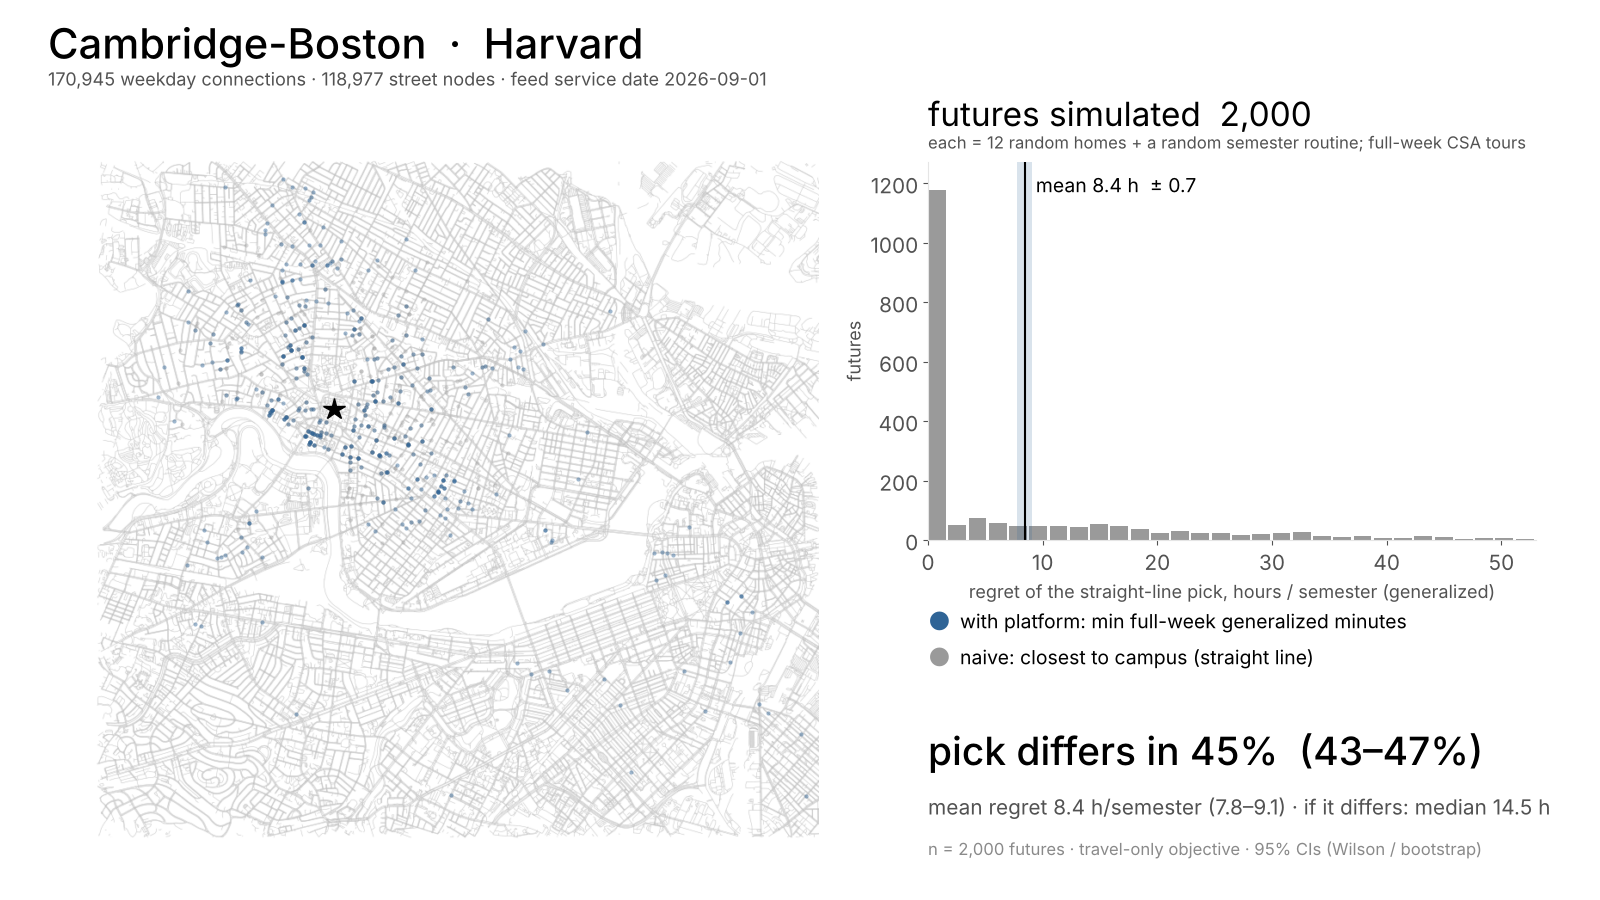 Cambridge-Boston · Harvard
170,945 weekday connections · 118,977 street nodes · feed service date 2026-09-01
futures simulated 2,000
each = 12 random homes + a random semester routine; full-week CSA tours
mean 8.4 h ± 0.7
1200
1000
800
600
400
200
0
futures
0 10 20 30 40 50
regret of the straight-line pick, hours / semester (generalized)
with platform: min full-week generalized minutes
naive: closest to campus (straight line)
pick differs in 45% (43–47%)
mean regret 8.4 h/semester (7.8–9.1) · if it differs: median 14.5 h
n = 2,000 futures · travel-only objective · 95% CIs (Wilson / bootstrap)